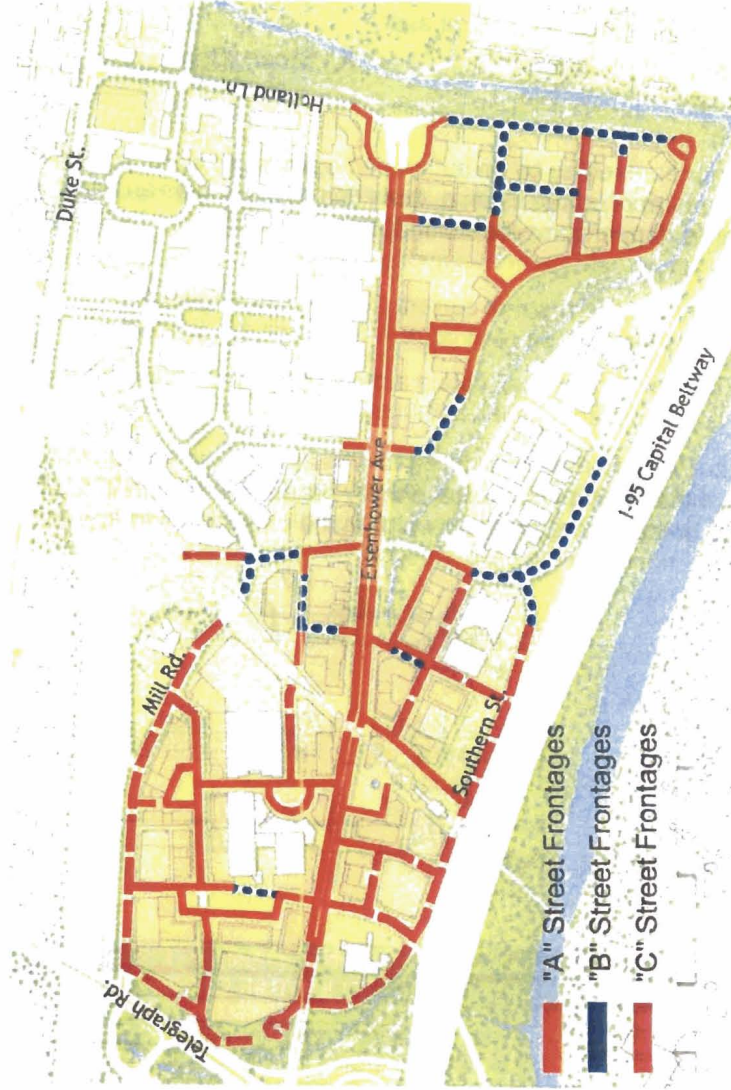 Duke St.
Holland Ln.
Eisenhower Ave.
Mill Rd.
Southern St.
Telegraph Rd.
I-95 Capital Beltway
"A" Street Frontages
"B" Street Frontages
"C" Street Frontages